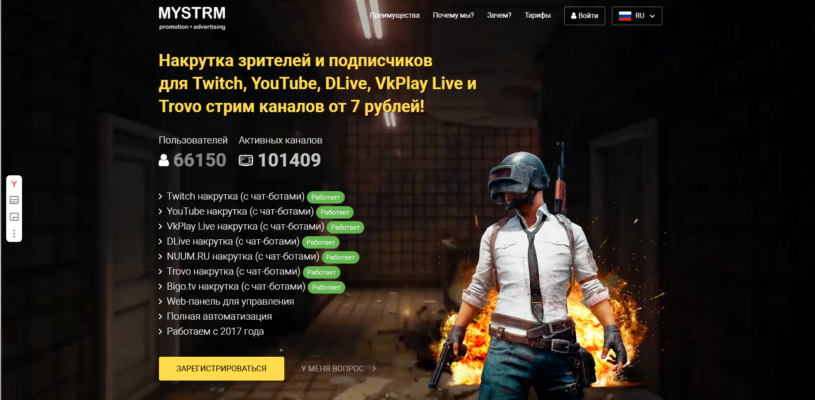 MYSTRM
promotion • advertising
Преимущества Почему мы? Зачем? Тарифы Войти RU
Накрутка зрителей и подписчиков
для Twitch, YouTube, DLive, VkPlay Live и
Trovo стрим каналов от 7 рублей!
Пользователей Активных каналов
66150 101409
Twitch накрутка (с чат-ботами) Работает
YouTube накрутка (с чат-ботами) Работает
VkPlay Live накрутка (с чат-ботами) Работает
DLive накрутка (с чат-ботами) Работает
NUUM.RU накрутка (с чат-ботами) Работает
Trovo накрутка (с чат-ботами) Работает
Bigo.tv накрутка (с чат-ботами) Работает
Web-панель для управления
Полная автоматизация
Работаем с 2017 года
ЗАРЕГИСТРИРОВАТЬСЯ У МЕНЯ ВОПРОС